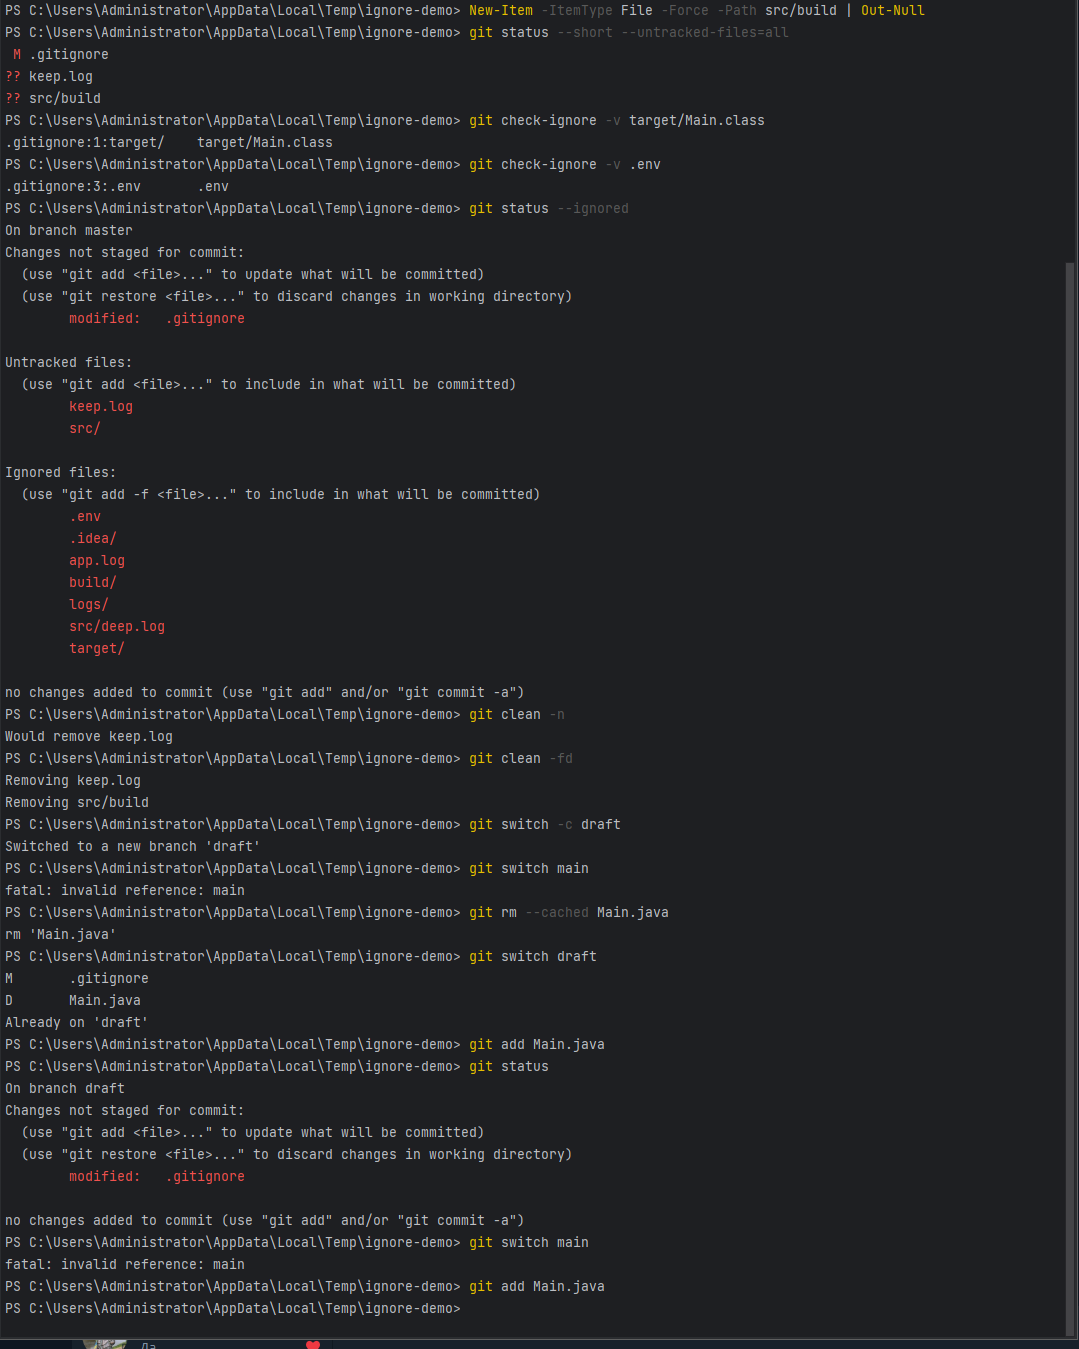 PS C:\Users\Administrator\AppData\Local\Temp\ignore-demo> New-Item -ItemType File -Force -Path src/build | Out-Null
PS C:\Users\Administrator\AppData\Local\Temp\ignore-demo> git status --short --untracked-files=all
 M .gitignore
?? keep.log
?? src/build
PS C:\Users\Administrator\AppData\Local\Temp\ignore-demo> git check-ignore -v target/Main.class
.gitignore:1:target/    target/Main.class
PS C:\Users\Administrator\AppData\Local\Temp\ignore-demo> git check-ignore -v .env
.gitignore:3:.env       .env
PS C:\Users\Administrator\AppData\Local\Temp\ignore-demo> git status --ignored
On branch master
Changes not staged for commit:
  (use "git add <file>..." to update what will be committed)
  (use "git restore <file>..." to discard changes in working directory)
        modified:   .gitignore

Untracked files:
  (use "git add <file>..." to include in what will be committed)
        keep.log
        src/

Ignored files:
  (use "git add -f <file>..." to include in what will be committed)
        .env
        .idea/
        app.log
        build/
        logs/
        src/deep.log
        target/

no changes added to commit (use "git add" and/or "git commit -a")
PS C:\Users\Administrator\AppData\Local\Temp\ignore-demo> git clean -n
Would remove keep.log
PS C:\Users\Administrator\AppData\Local\Temp\ignore-demo> git clean -fd
Removing keep.log
Removing src/build
PS C:\Users\Administrator\AppData\Local\Temp\ignore-demo> git switch -c draft
Switched to a new branch 'draft'
PS C:\Users\Administrator\AppData\Local\Temp\ignore-demo> git switch main
fatal: invalid reference: main
PS C:\Users\Administrator\AppData\Local\Temp\ignore-demo> git rm --cached Main.java
rm 'Main.java'
PS C:\Users\Administrator\AppData\Local\Temp\ignore-demo> git switch draft
M       .gitignore
D       Main.java
Already on 'draft'
PS C:\Users\Administrator\AppData\Local\Temp\ignore-demo> git add Main.java
PS C:\Users\Administrator\AppData\Local\Temp\ignore-demo> git status
On branch draft
Changes not staged for commit:
  (use "git add <file>..." to update what will be committed)
  (use "git restore <file>..." to discard changes in working directory)
        modified:   .gitignore

no changes added to commit (use "git add" and/or "git commit -a")
PS C:\Users\Administrator\AppData\Local\Temp\ignore-demo> git switch main
fatal: invalid reference: main
PS C:\Users\Administrator\AppData\Local\Temp\ignore-demo> git add Main.java
PS C:\Users\Administrator\AppData\Local\Temp\ignore-demo>